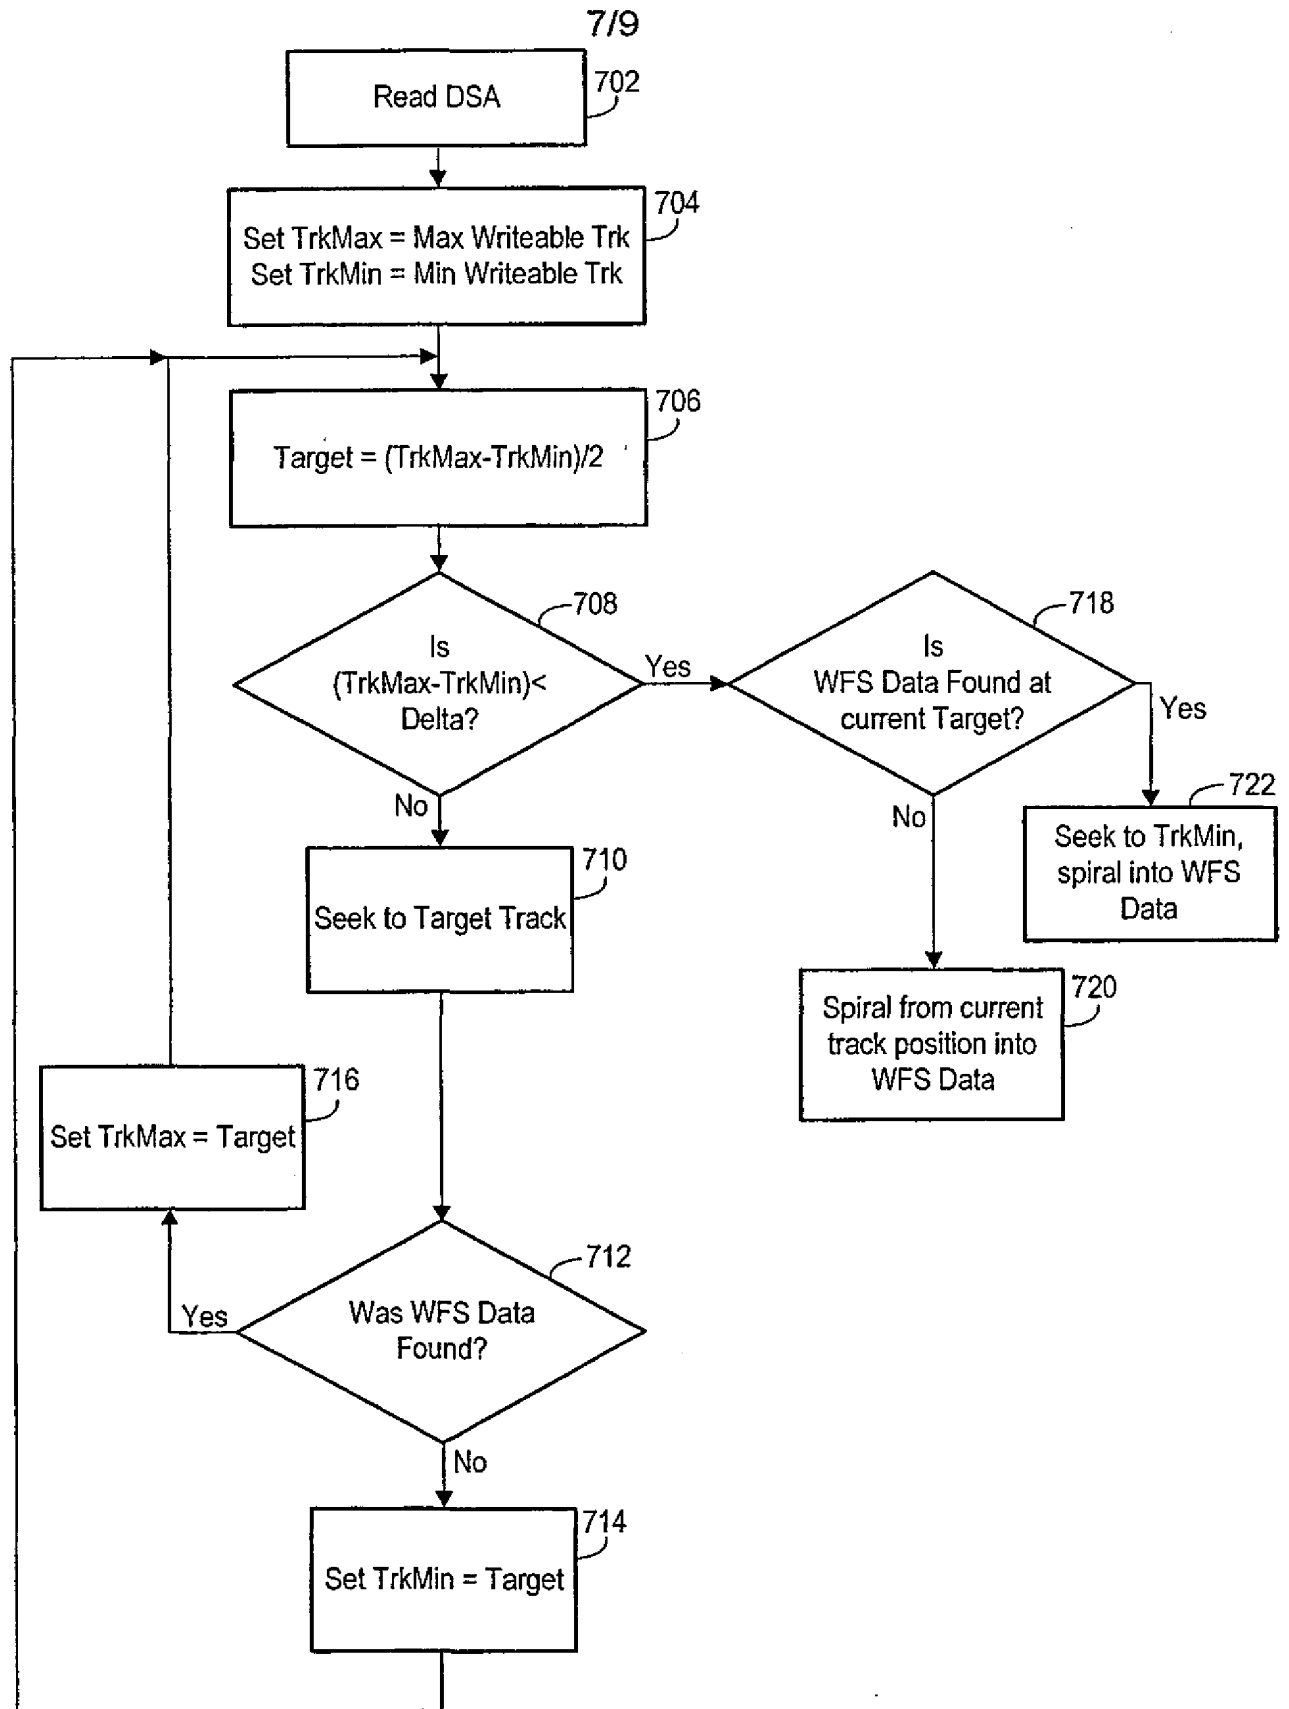 7/9
Read DSA
702
704
Set TrkMax = Max Writeable Trk
Set TrkMin = Min Writeable Trk
706
Target = (TrkMax-TrkMin)/2
708
Is
(TrkMax-TrkMin)<
Delta?
Yes
No
718
Is
WFS Data Found at
current Target?
Yes
No
722
Seek to TrkMin,
spiral into WFS
Data
710
Seek to Target Track
720
Spiral from current
track position into
WFS Data
716
Set TrkMax = Target
712
Was WFS Data
Found?
Yes
No
714
Set TrkMin = Target